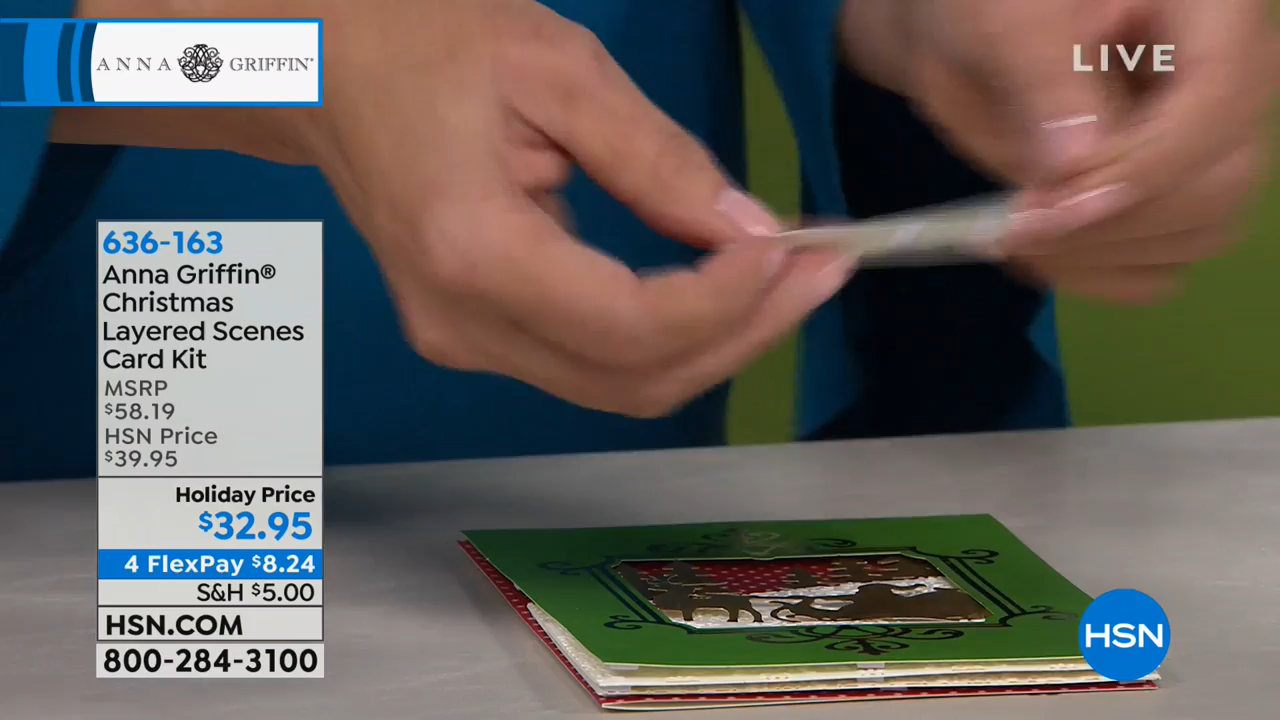 ANNA GRIFFIN®
LIVE
636-163
Anna Griffin®
Christmas
Layered Scenes
Card Kit
MSRP
$58.19
HSN Price
$39.95
Holiday Price
$32.95
4 FlexPay $8.24
S&H $5.00
HSN.COM
800-284-3100
HSN